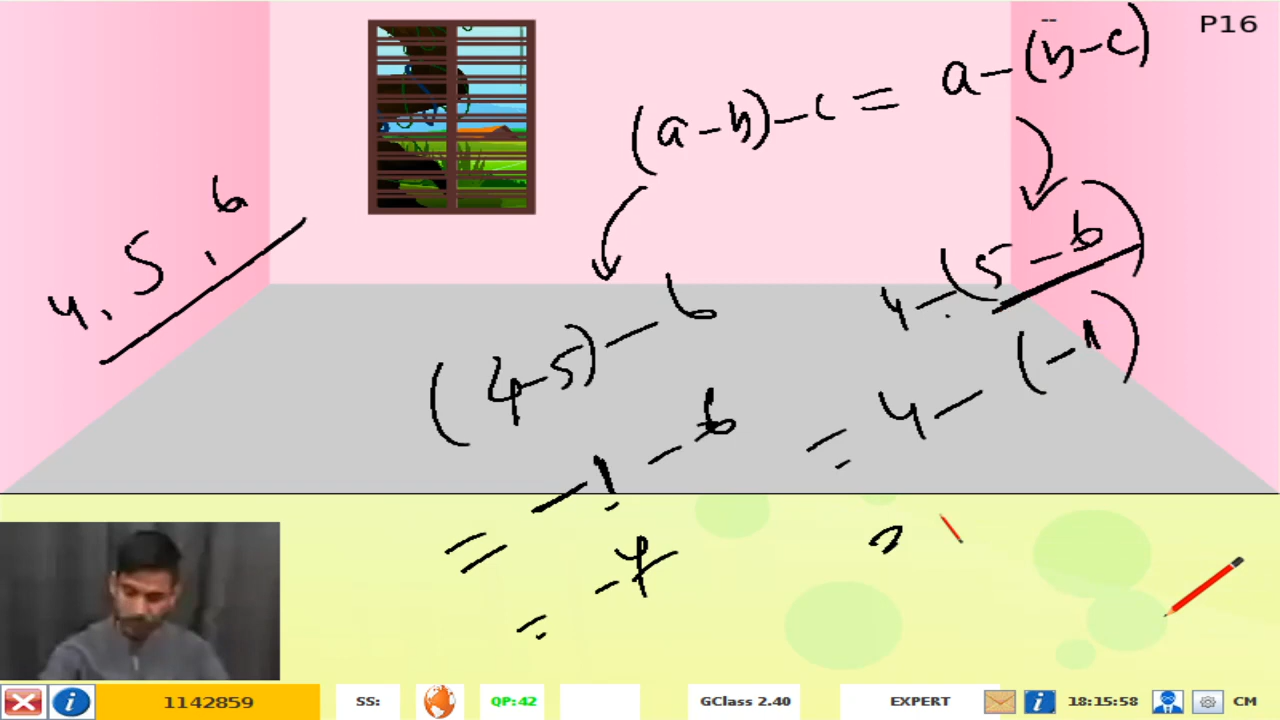 P16
(a-b)-c = a-(b-c)
4, 5, 6
(4-5)-6
4-(5-6)
= -1-6
= 4-(-1)
= -7
1142859
SS:
QP:42
GClass 2.40
EXPERT
18:15:58
CM